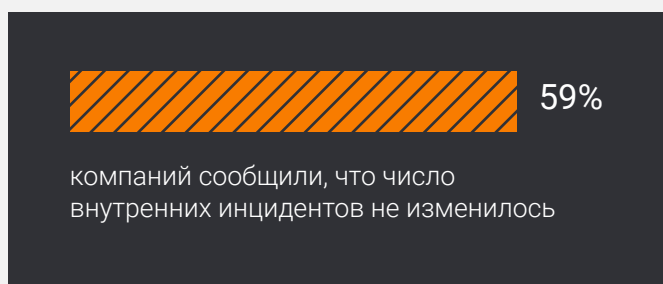 59%
компаний сообщили, что число
внутренних инцидентов не изменилось